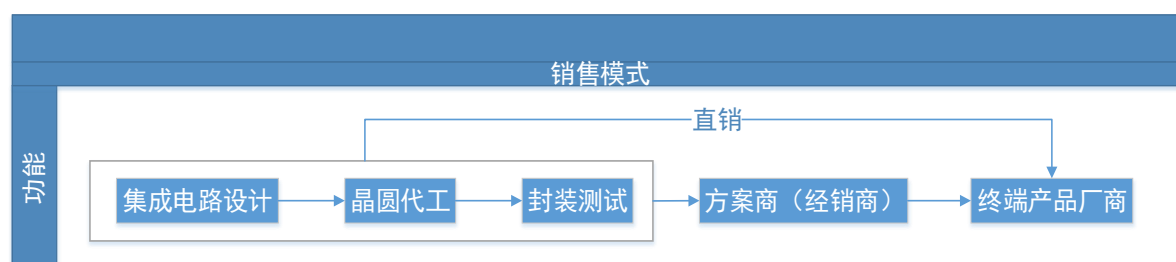 销售模式
功能
直销
集成电路设计
晶圆代工
封装测试
方案商（经销商）
终端产品厂商